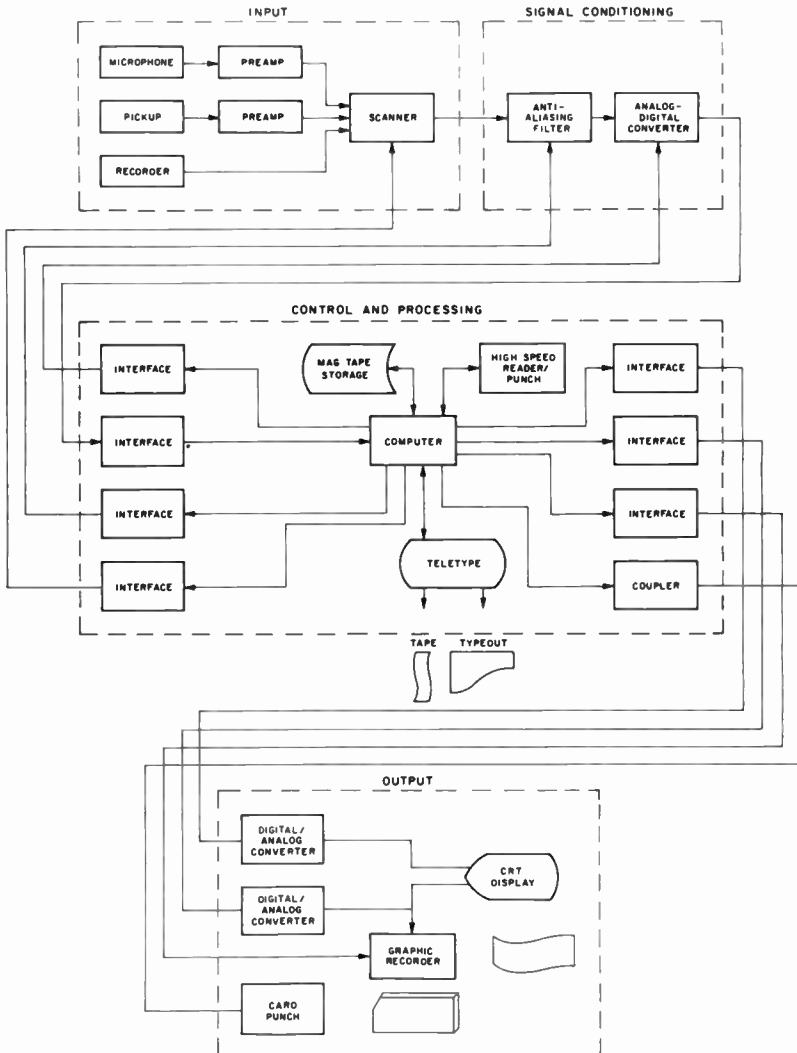 INPUT
SIGNAL CONDITIONING
MICROPHONE
PREAMP
PICKUP
PREAMP
RECORDER
SCANNER
ANTI-
ALIASING
FILTER
ANALOG-
DIGITAL
CONVERTER
CONTROL AND PROCESSING
INTERFACE
MAG TAPE
STORAGE
HIGH SPEED
READER/
PUNCH
INTERFACE
INTERFACE
COMPUTER
INTERFACE
INTERFACE
INTERFACE
INTERFACE
TELETYPE
COUPLER
TAPE
TYPEOUT
OUTPUT
DIGITAL/
ANALOG
CONVERTER
CRT
DISPLAY
DIGITAL/
ANALOG
CONVERTER
GRAPHIC
RECORDER
CARD
PUNCH